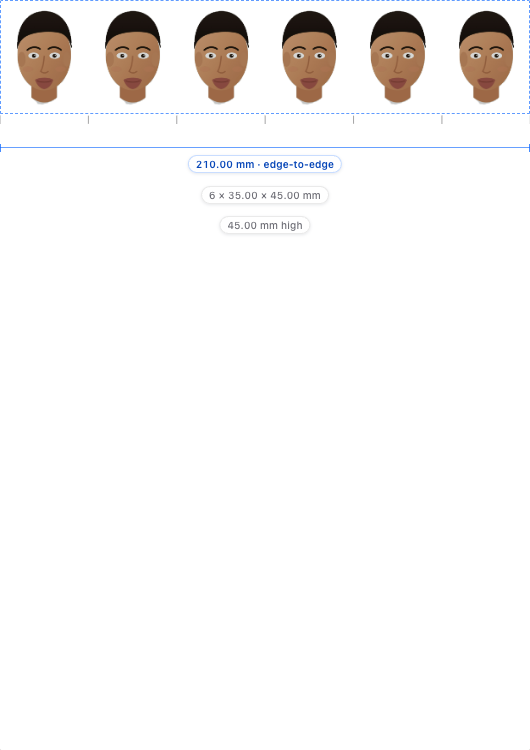 210.00 mm · edge-to-edge
6 × 35.00 × 45.00 mm
45.00 mm high